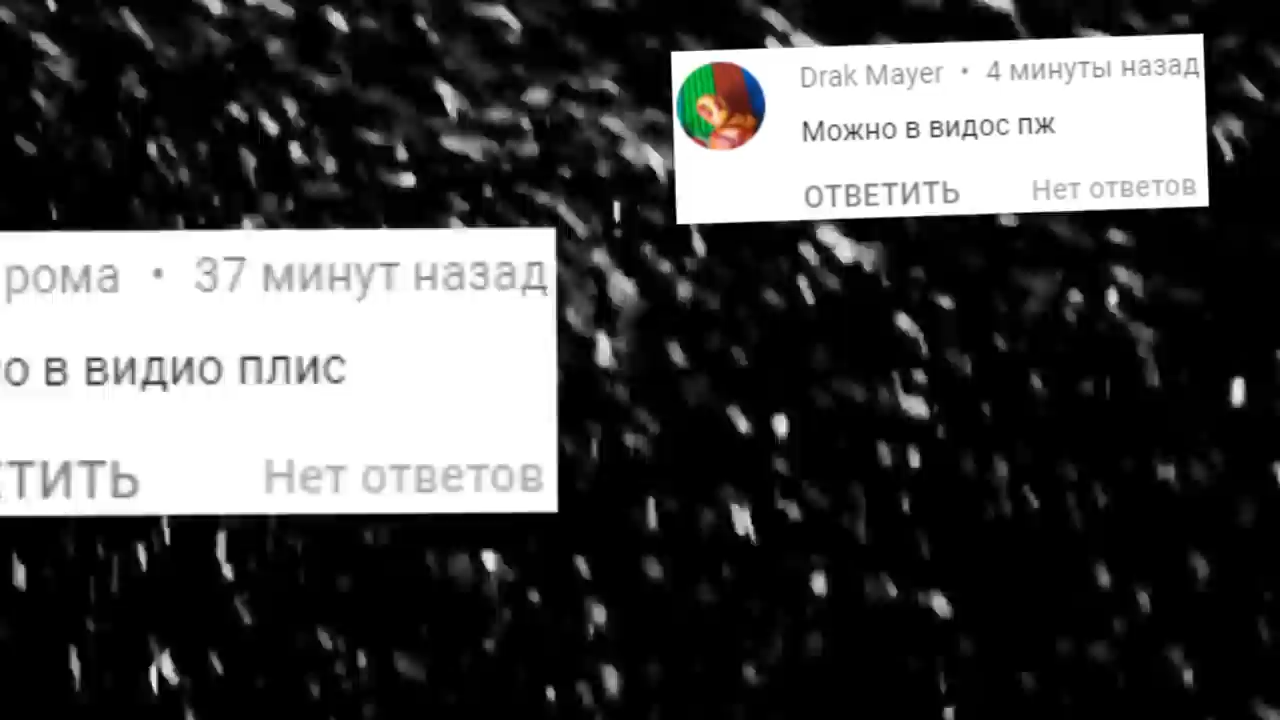 Drak Mayer • 4 минуты назад
Можно в видос пж
ОТВЕТИТЬ Нет ответов
рома • 37 минут назад
в видио плис
Нет ответов